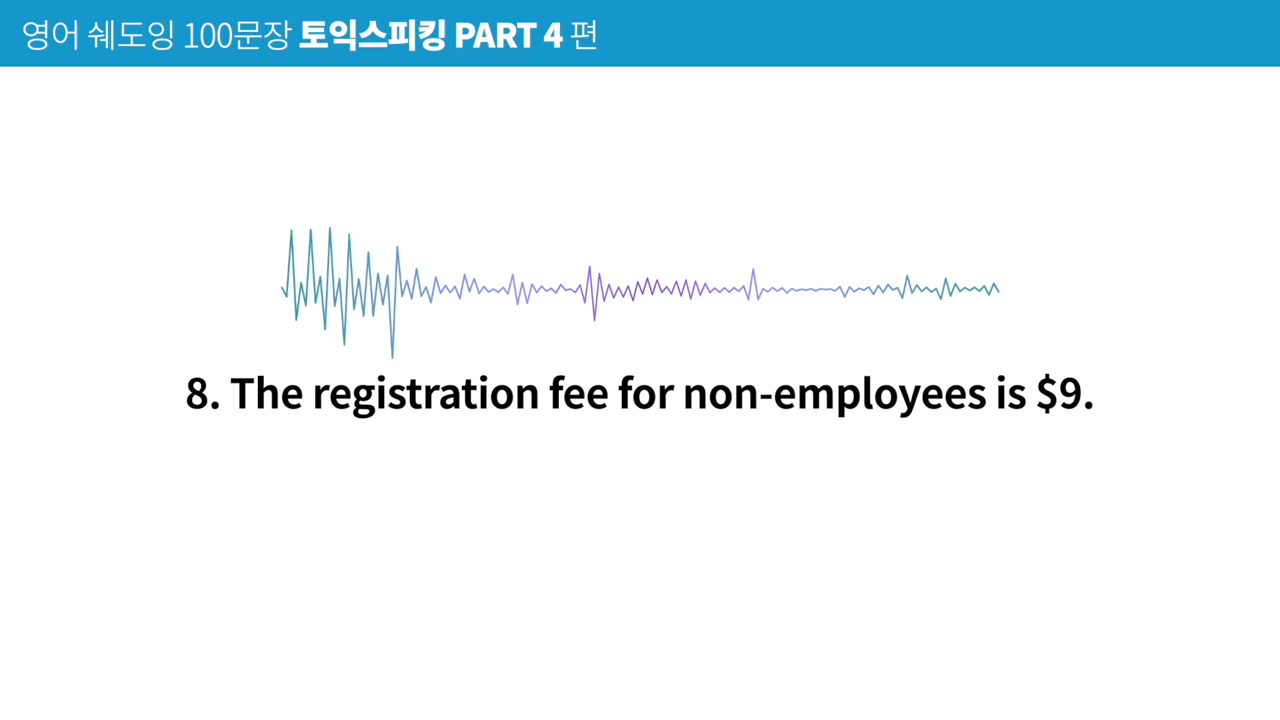 영어 쉐도잉 100문장 토익스피킹 PART 4 편
8. The registration fee for non-employees is $9.